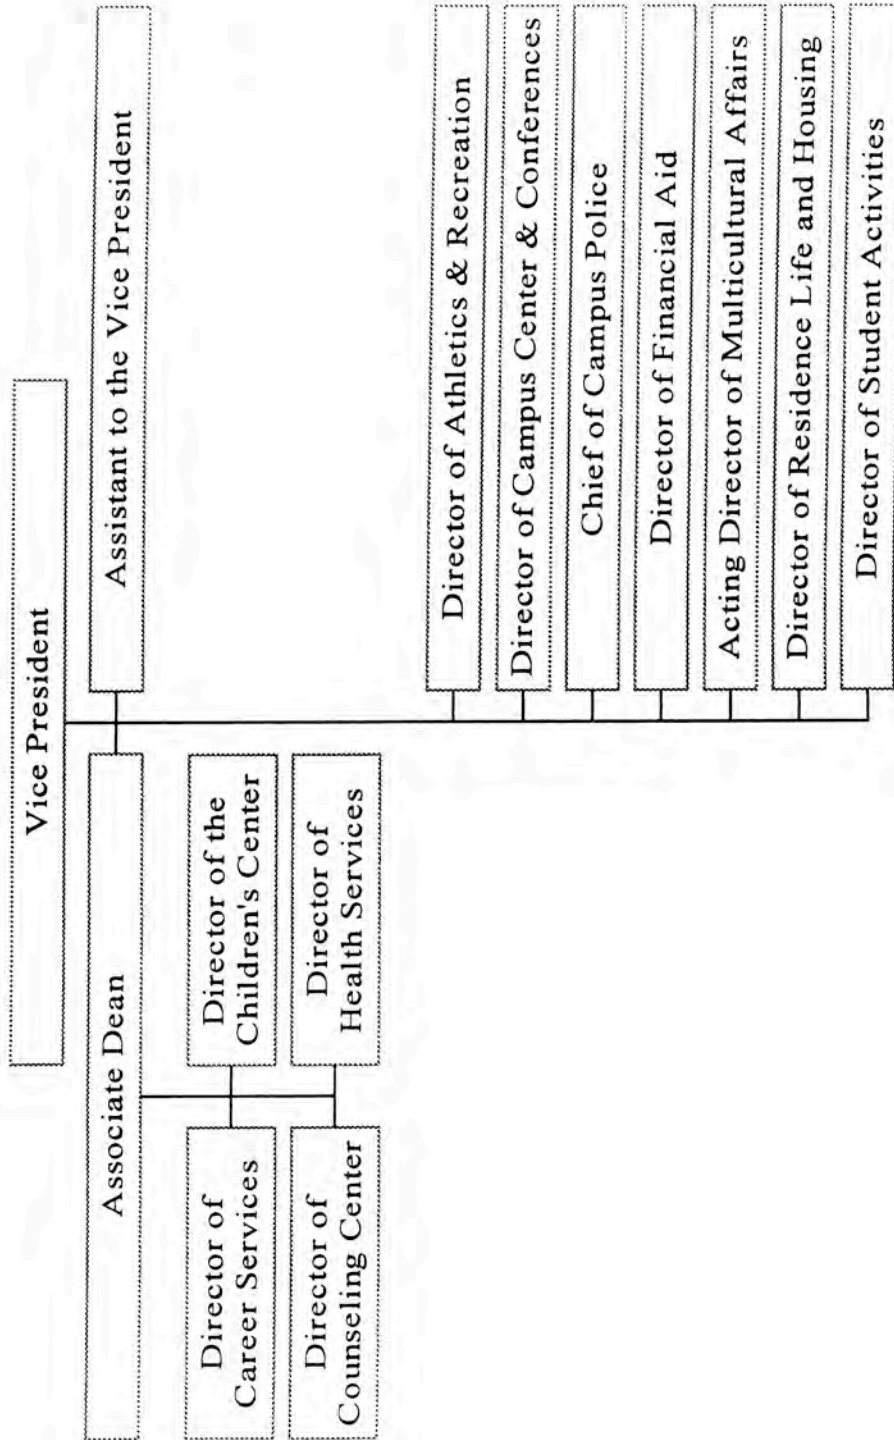 Vice President
Associate Dean
Assistant to the Vice President
Director of
Career Services
Director of the
Children's Center
Director of
Counseling Center
Director of
Health Services
Director of Athletics & Recreation
Director of Campus Center & Conferences
Chief of Campus Police
Director of Financial Aid
Acting Director of Multicultural Affairs
Director of Residence Life and Housing
Director of Student Activities